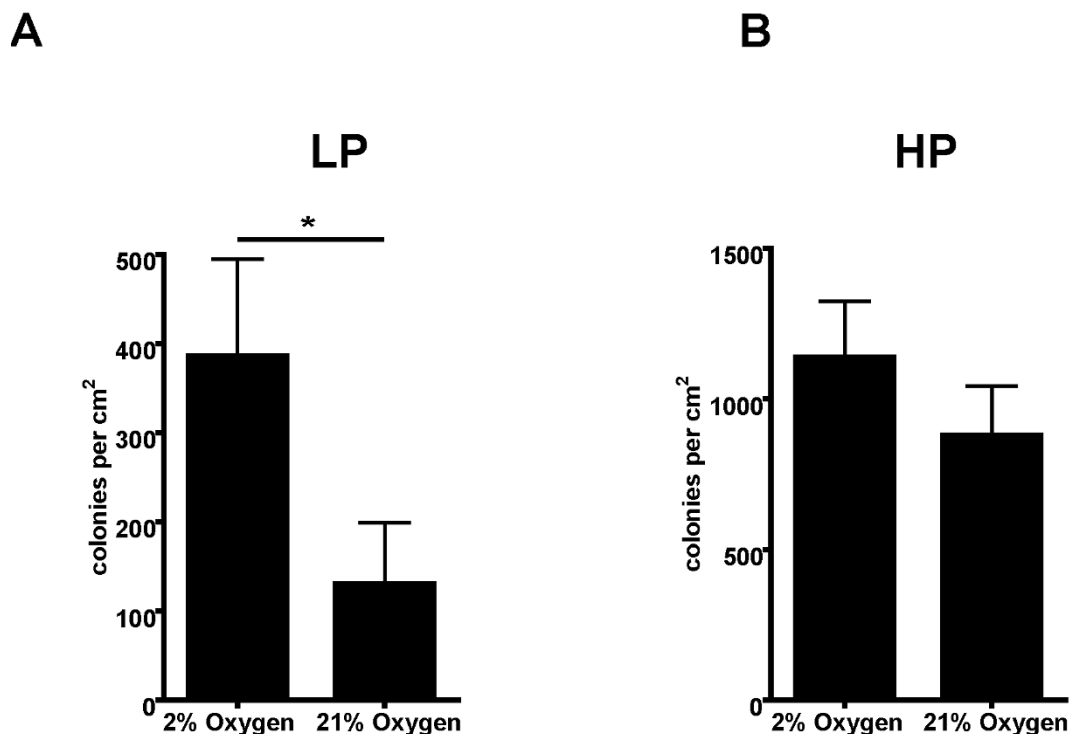 A
B
LP
HP
*
500
400
300
200
100
0
colonies per cm²
2% Oxygen 21% Oxygen
1500
1000
500
0
colonies per cm²
2% Oxygen 21% Oxygen